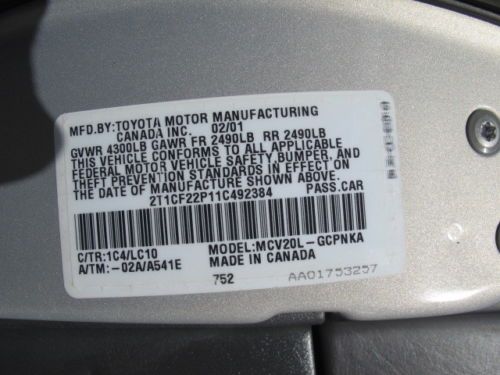 MFD.BY:TOYOTA MOTOR MANUFACTURING
CANADA INC. 02/01
GVWR 4300LB GAWR FR 2490LB RR 2490LB
THIS VEHICLE CONFORMS TO ALL APPLICABLE
FEDERAL MOTOR VEHICLE SAFETY, BUMPER, AND
THEFT PREVENTION STANDARDS IN EFFECT ON
THE DATE OF MANUFACTURE SHOWN ABOVE.
2T1CF22P11C492384 PASS.CAR
C/TR:1C4/LC10 MODEL:MCV20L-GCPNKA
A/TM:-02A/A541E MADE IN CANADA
752 AA01753257